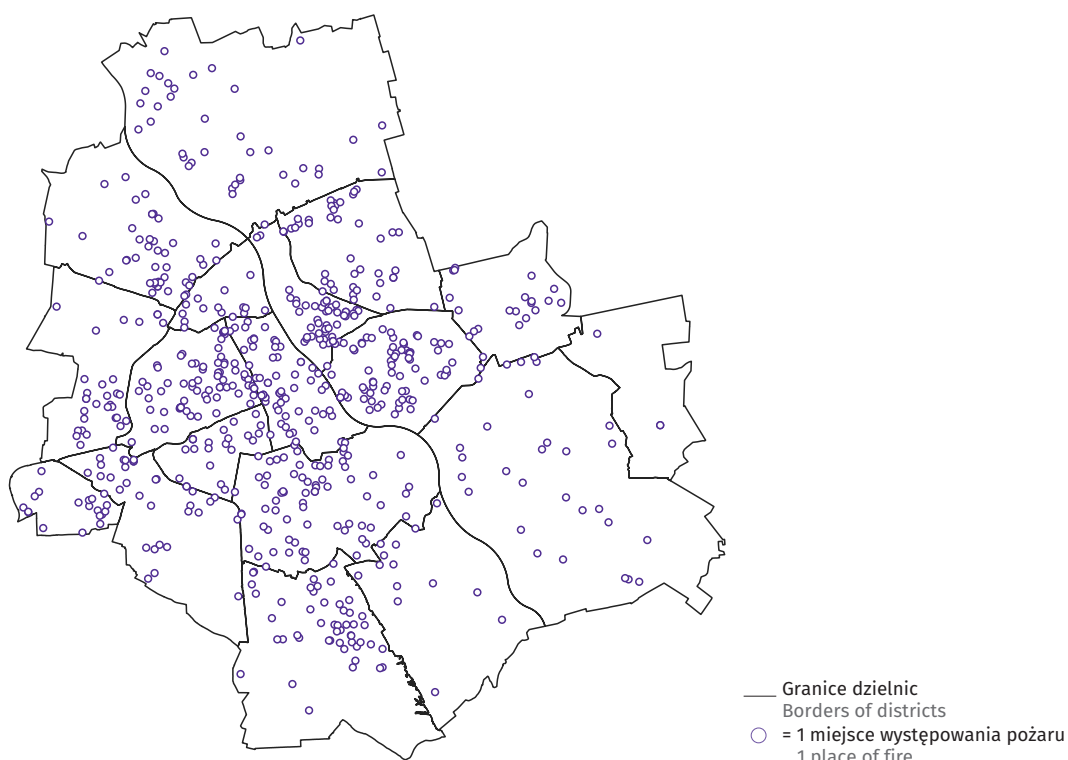 Granice dzielnic
Borders of districts
= 1 miejsce występowania pożaru
1 place of fire